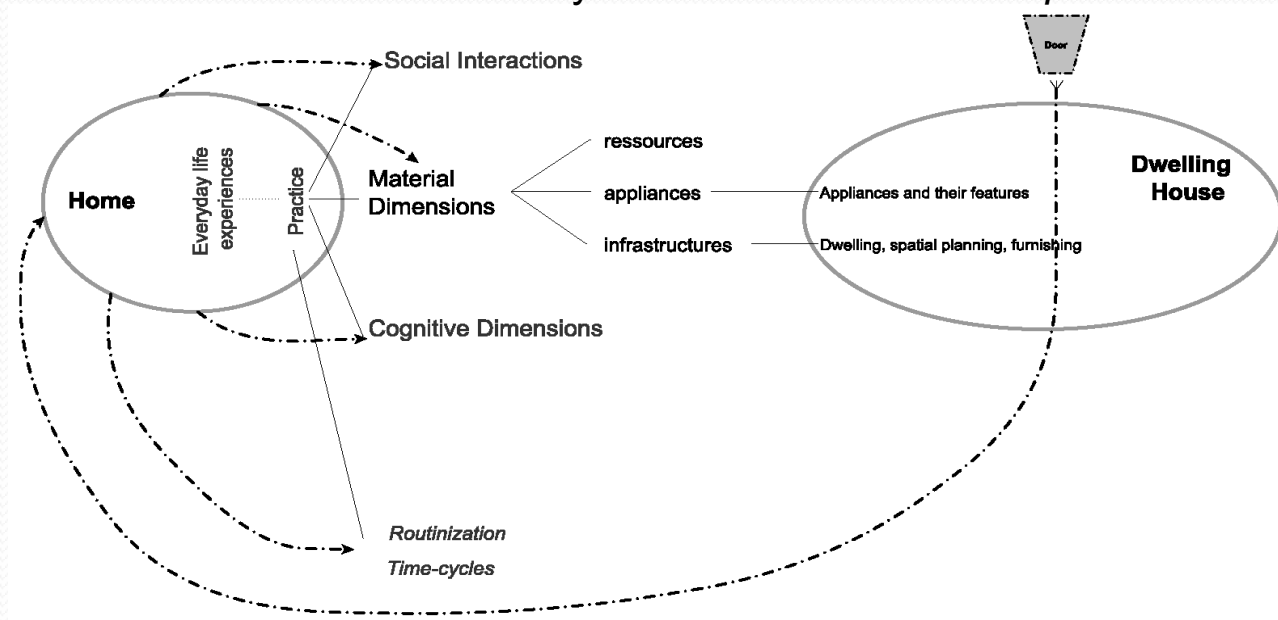 Door
Social Interactions
ressources
Dwelling
House
Material
Dimensions
appliances
Appliances and their features
Home
Everyday life
experiences
Practice
infrastructures
Dwelling, spatial planning, furnishing
Cognitive Dimensions
Routinization
Time-cycles